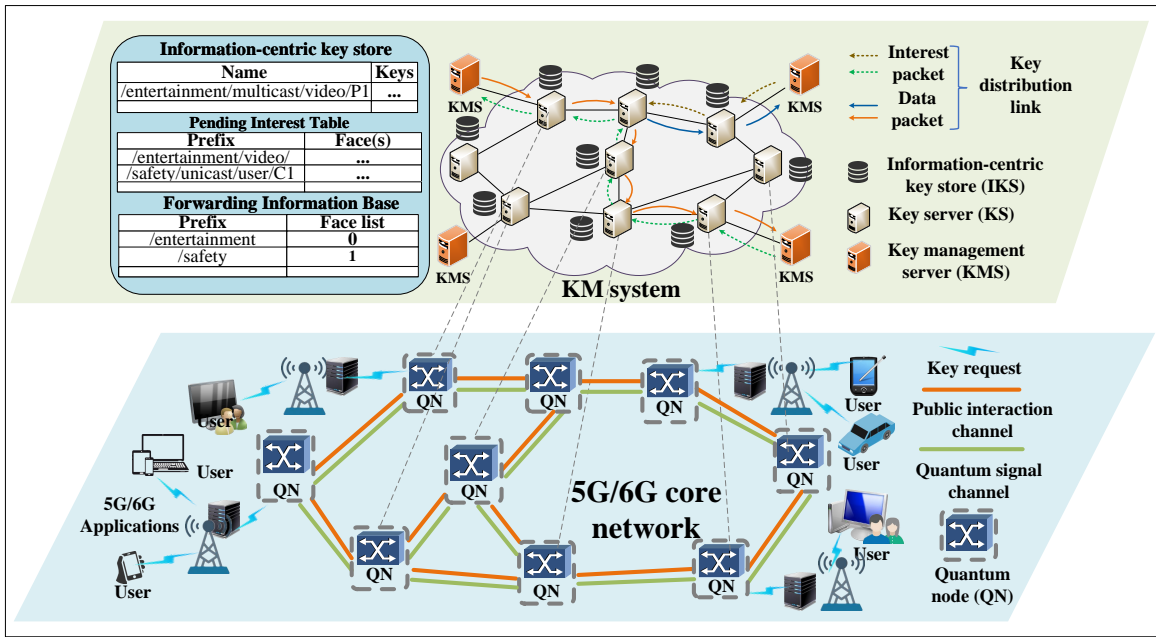 Information-centric key store
Name Keys
/entertainment/multicast/video/P1 ...
Pending Interest Table
Prefix Face(s)
/entertainment/video/ ...
/safety/unicast/user/C1 ...
Forwarding Information Base
Prefix Face list
/entertainment 0
/safety 1
KMS
KMS
KMS
KMS
KM system
Interest
packet
Data
packet
Key
distribution
link
Information-centric
key store (IKS)
Key server (KS)
Key management
server (KMS)
User
User
5G/6G
Applications
User
QN
QN
QN
QN
QN
QN
QN
QN
QN
5G/6G core
network
User
User
User
Key request
Public interaction
channel
Quantum signal
channel
Quantum
node (QN)